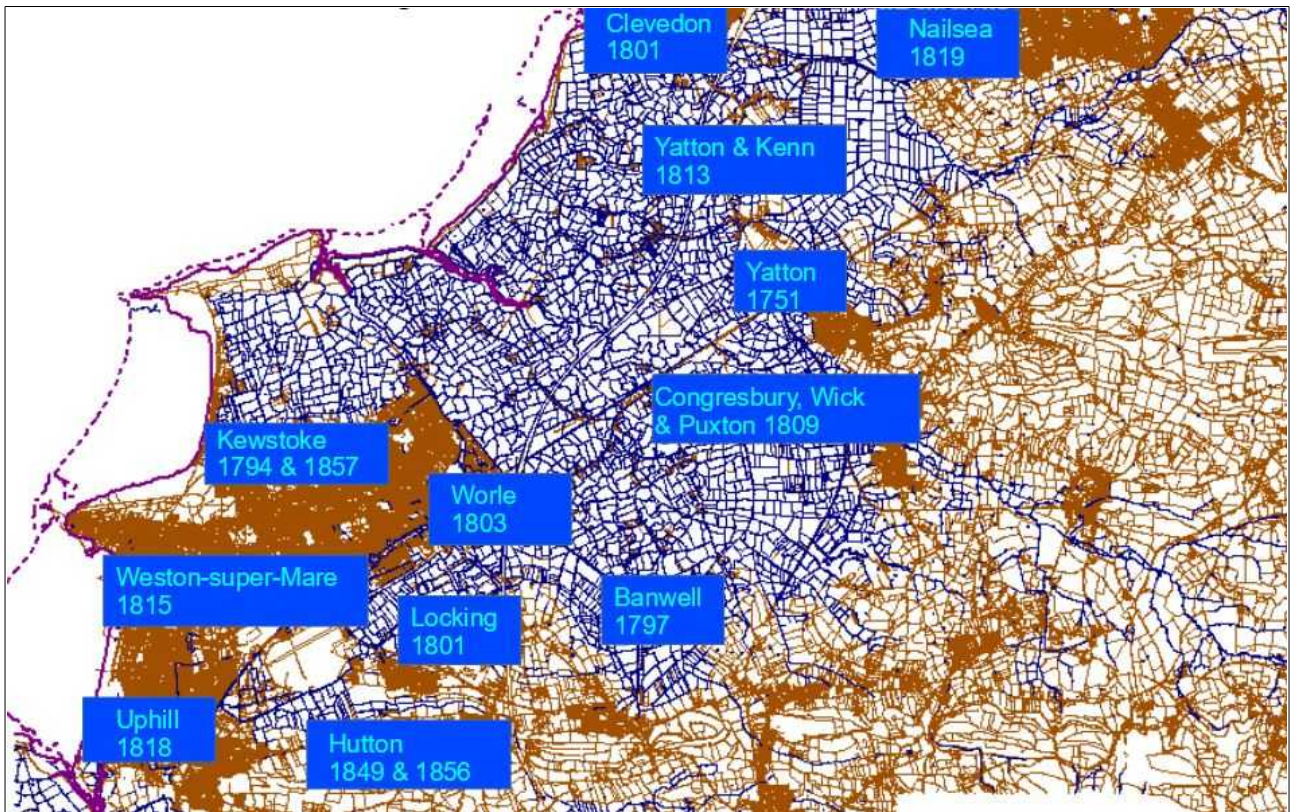 Clevedon
1801
Nailsea
1819
Yatton & Kenn
1813
Yatton
1751
Congresbury, Wick
& Puxton 1809
Kewstoke
1794 & 1857
Worle
1803
Weston-super-Mare
1815
Locking
1801
Banwell
1797
Uphill
1818
Hutton
1849 & 1856